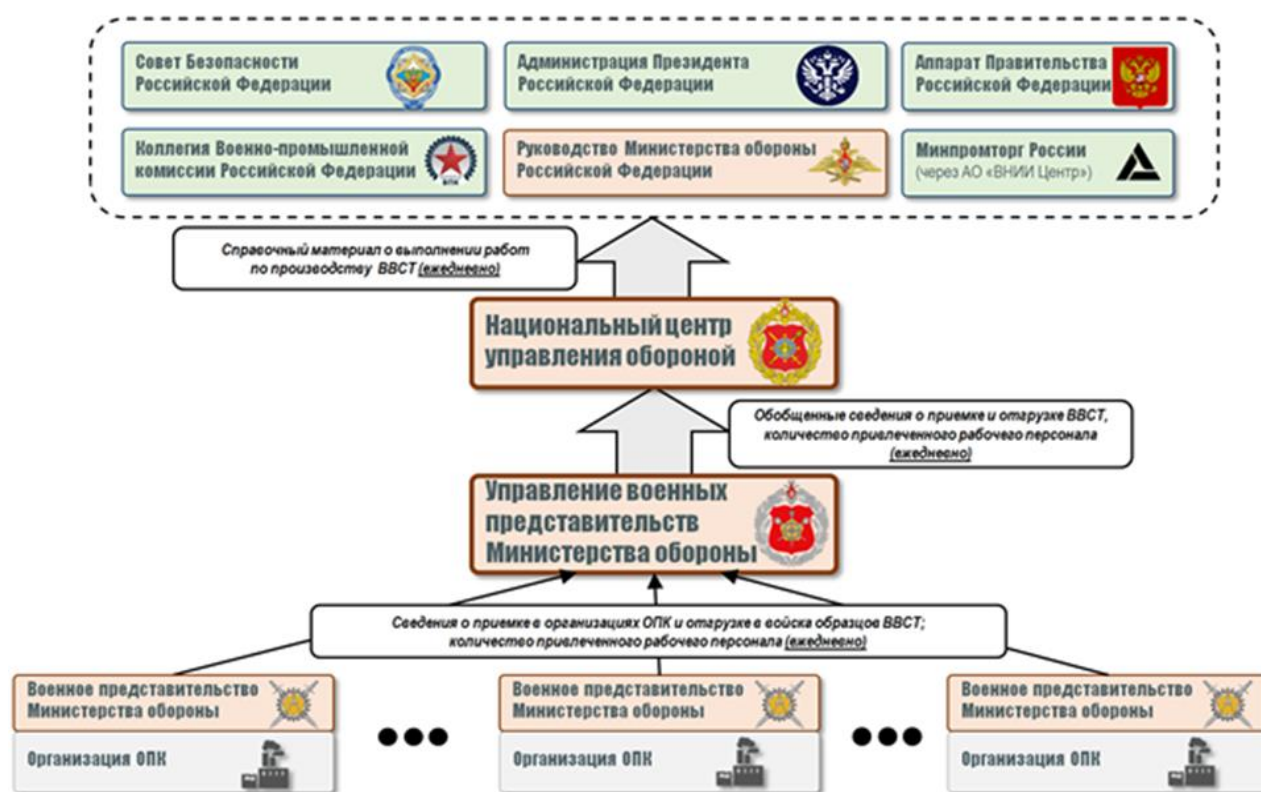 Совет Безопасности
Российской Федерации
Администрация Президента
Российской Федерации
Аппарат Правительства
Российской Федерации
Коллегия Военно-промышленной
комиссии Российской Федерации
ВПК
Руководство Министерства обороны
Российской Федерации
Минпромторг России
(через АО «ВНИИ Центр»)
Справочный материал о выполнении работ
по производству ВВСТ (ежедневно)
Национальный центр
управления обороной
Обобщенные сведения о приемке и отгрузке ВВСТ,
количество привлеченного рабочего персонала
(ежедневно)
Управление военных
представительств
Министерства обороны
Сведения о приемке в организациях ОПК и отгрузке в войска образцов ВВСТ;
количество привлеченного рабочего персонала (ежедневно)
Военное представительство
Министерства обороны
Организация ОПК
Военное представительство
Министерства обороны
Организация ОПК
Военное представительство
Министерства обороны
Организация ОПК